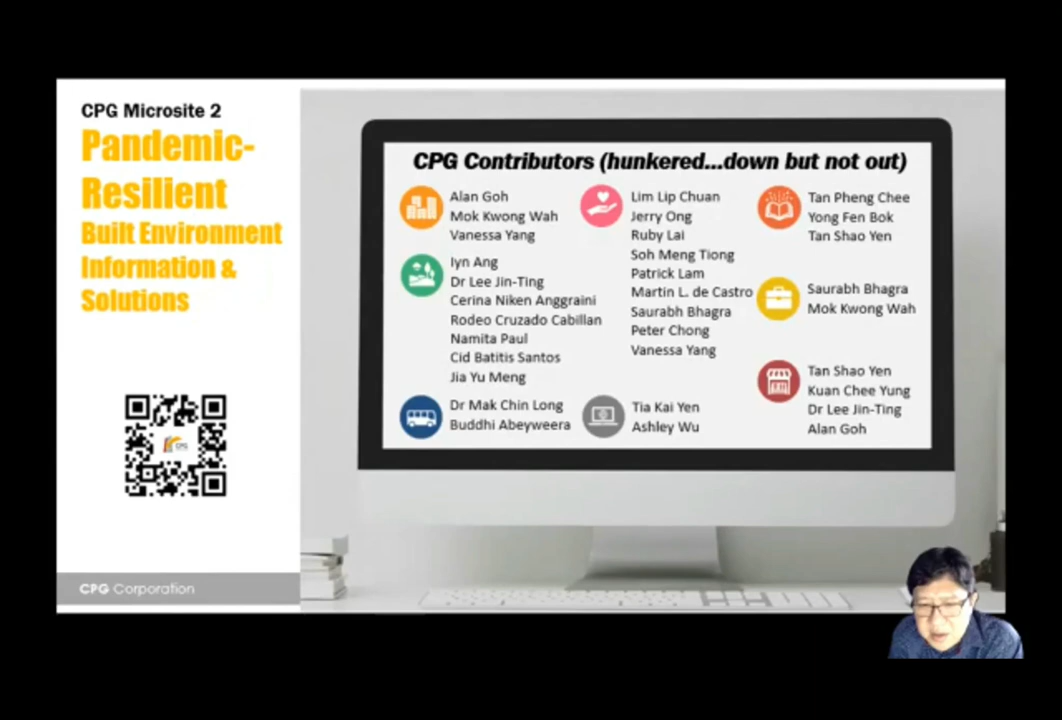 CPG Microsite 2
Pandemic-
Resilient
Built Environment
Information &
Solutions
CPG Corporation
CPG Contributors (hunkered...down but not out)
Alan Goh
Mok Kwong Wah
Vanessa Yang
Iyn Ang
Dr Lee Jin-Ting
Cerina Niken Anggraini
Rodeo Cruzado Cabillan
Namita Paul
Cid Batitis Santos
Jia Yu Meng
Dr Mak Chin Long
Buddhi Abeyweera
Lim Lip Chuan
Jerry Ong
Ruby Lai
Soh Meng Tiong
Patrick Lam
Martin L. de Castro
Saurabh Bhagra
Peter Chong
Vanessa Yang
Tia Kai Yen
Ashley Wu
Tan Pheng Chee
Yong Fen Bok
Tan Shao Yen
Saurabh Bhagra
Mok Kwong Wah
Tan Shao Yen
Kuan Chee Yung
Dr Lee Jin-Ting
Alan Goh